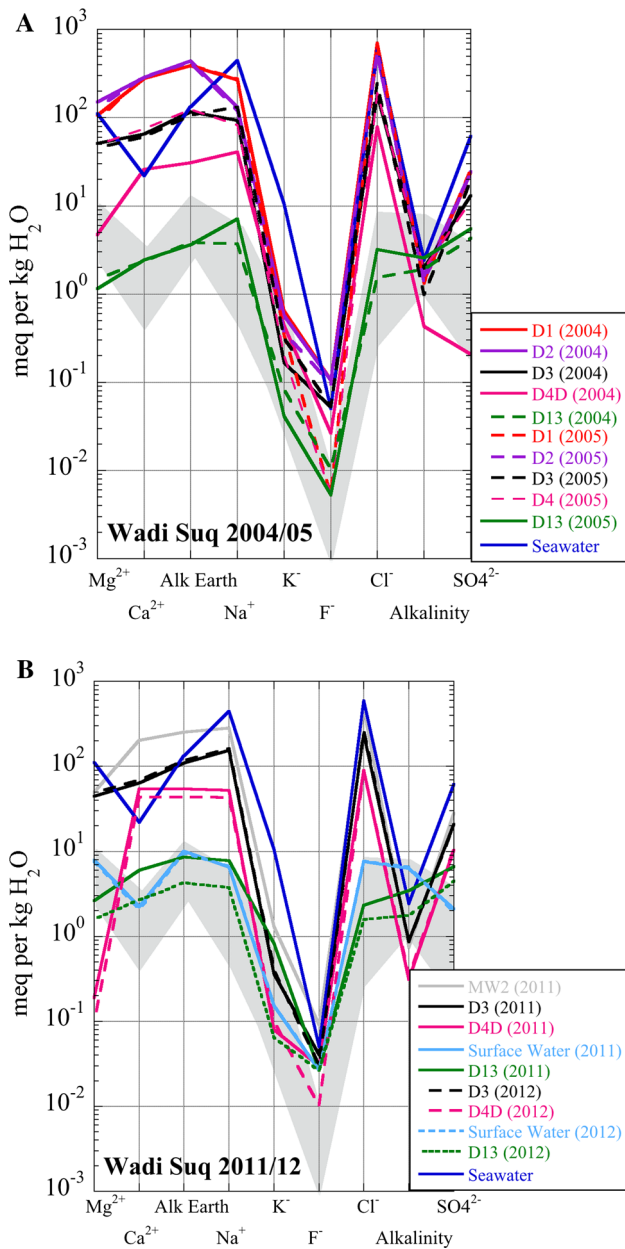 A
10³
10²
10¹
10⁰
10⁻¹
10⁻²
10⁻³
meq per kg H₂O
Wadi Suq 2004/05
Mg²⁺ Alk Earth K⁻ Cl⁻ SO4²⁻
Ca²⁺ Na⁺ F⁻ Alkalinity
D1 (2004)
D2 (2004)
D3 (2004)
D4D (2004)
D13 (2004)
D1 (2005)
D2 (2005)
D3 (2005)
D4 (2005)
D13 (2005)
Seawater
B
10³
10²
10¹
10⁰
10⁻¹
10⁻²
10⁻³
meq per kg H₂O
Wadi Suq 2011/12
Mg²⁺ Alk Earth K⁻ Cl⁻ SO4²⁻
Ca²⁺ Na⁺ F⁻ Alkalinity
MW2 (2011)
D3 (2011)
D4D (2011)
Surface Water (2011)
D13 (2011)
D3 (2012)
D4D (2012)
Surface Water (2012)
D13 (2012)
Seawater